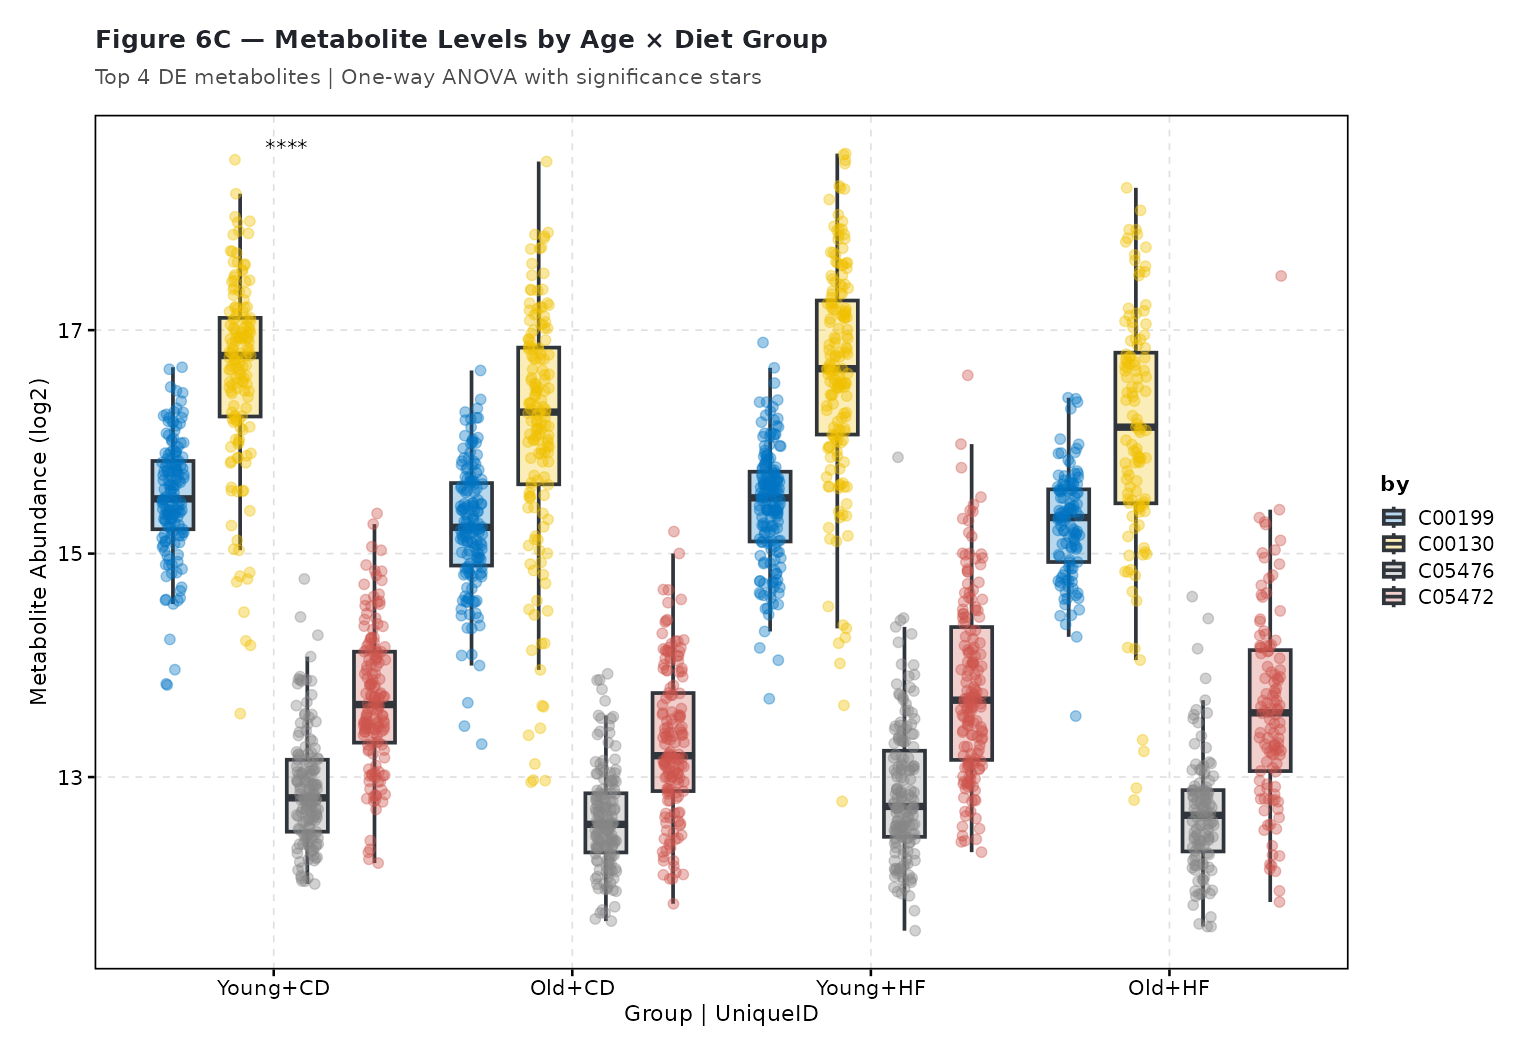 Figure 6C — Metabolite Levels by Age × Diet Group
Top 4 DE metabolites | One-way ANOVA with significance stars
****
17
15
13
Metabolite Abundance (log2)
Young+CD
Old+CD
Young+HF
Old+HF
Group | UniqueID
by
C00199
C00130
C05476
C05472